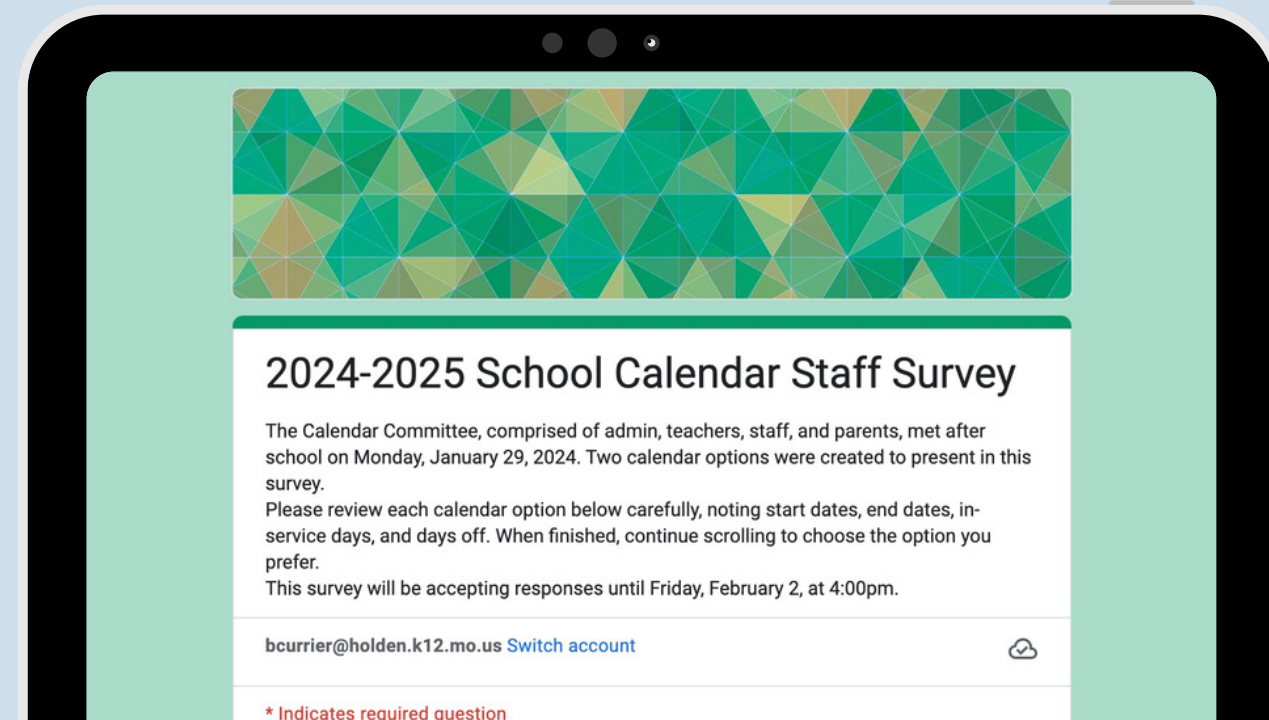 2024-2025 School Calendar Staff Survey
The Calendar Committee, comprised of admin, teachers, staff, and parents, met after
school on Monday, January 29, 2024. Two calendar options were created to present in this
survey.
Please review each calendar option below carefully, noting start dates, end dates, in-
service days, and days off. When finished, continue scrolling to choose the option you
prefer.
This survey will be accepting responses until Friday, February 2, at 4:00pm.
bcurrier@holden.k12.mo.us Switch account
* Indicates required question